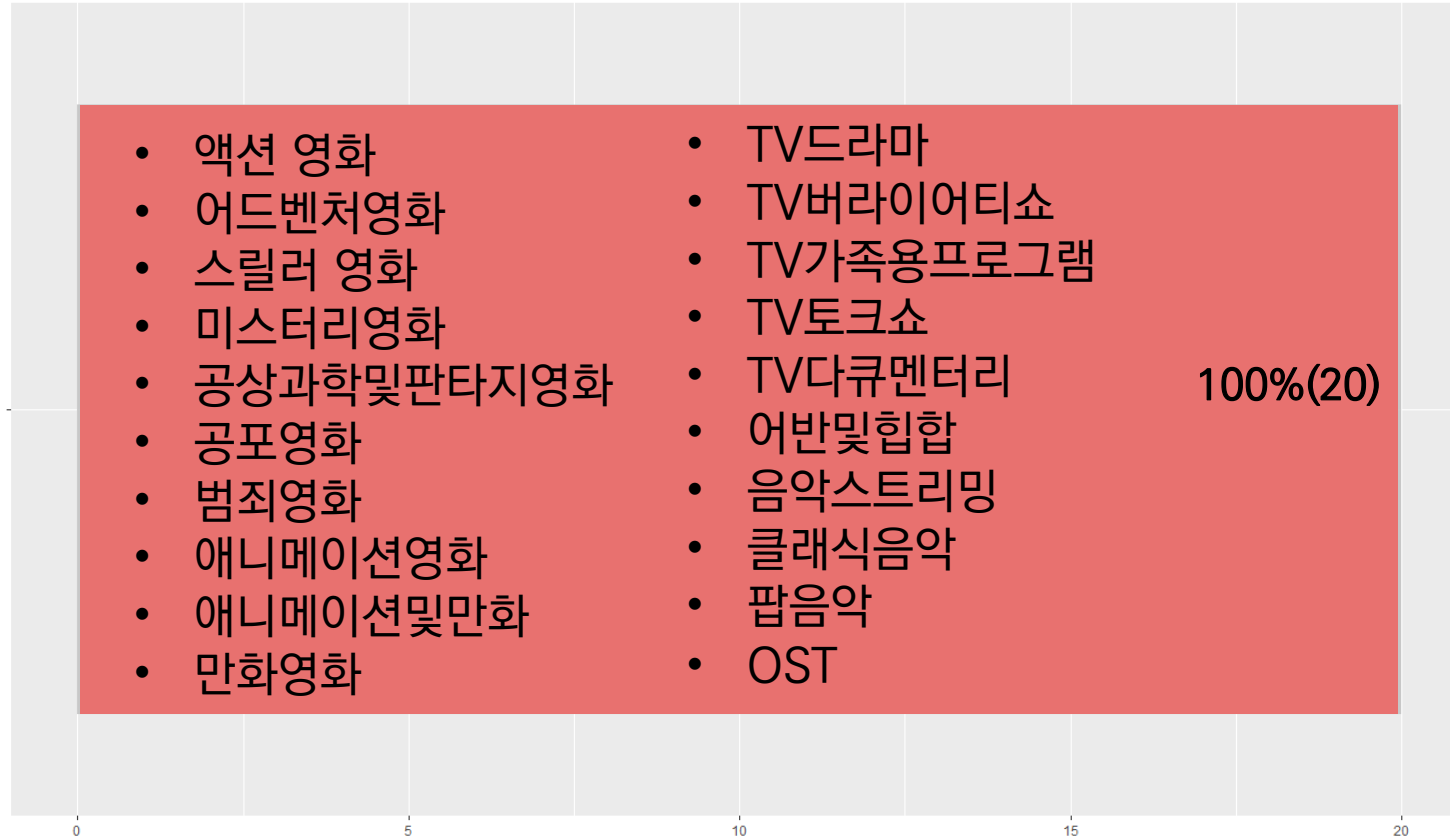 • 액션 영화
• 어드벤처영화
• 스릴러 영화
• 미스터리영화
• 공상과학및판타지영화
• 공포영화
• 범죄영화
• 애니메이션영화
• 애니메이션및만화
• 만화영화
• TV드라마
• TV버라이어티쇼
• TV가족용프로그램
• TV토크쇼
• TV다큐멘터리
• 어반및힙합
• 음악스트리밍
• 클래식음악
• 팝음악
• OST
100%(20)
0 5 10 15 20